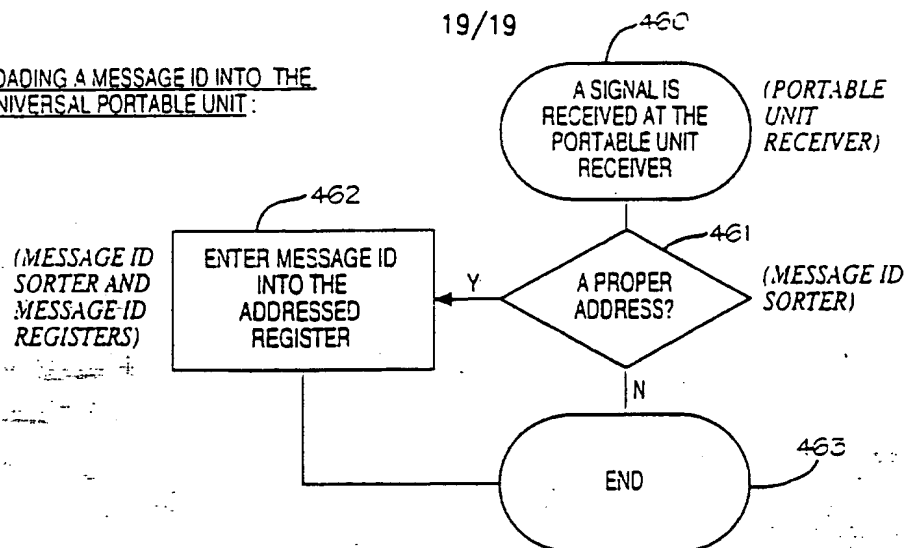 19/19
OADING A MESSAGE ID INTO THE
NIVERSAL PORTABLE UNIT:
460
A SIGNAL IS
RECEIVED AT THE
PORTABLE UNIT
RECEIVER
(PORTABLE
UNIT
RECEIVER)
462
461
(MESSAGE ID
SORTER AND
MESSAGE-ID
REGISTERS)
ENTER MESSAGE ID
INTO THE
ADDRESSED
REGISTER
Y
A PROPER
ADDRESS?
(MESSAGE ID
SORTER)
N
END
463